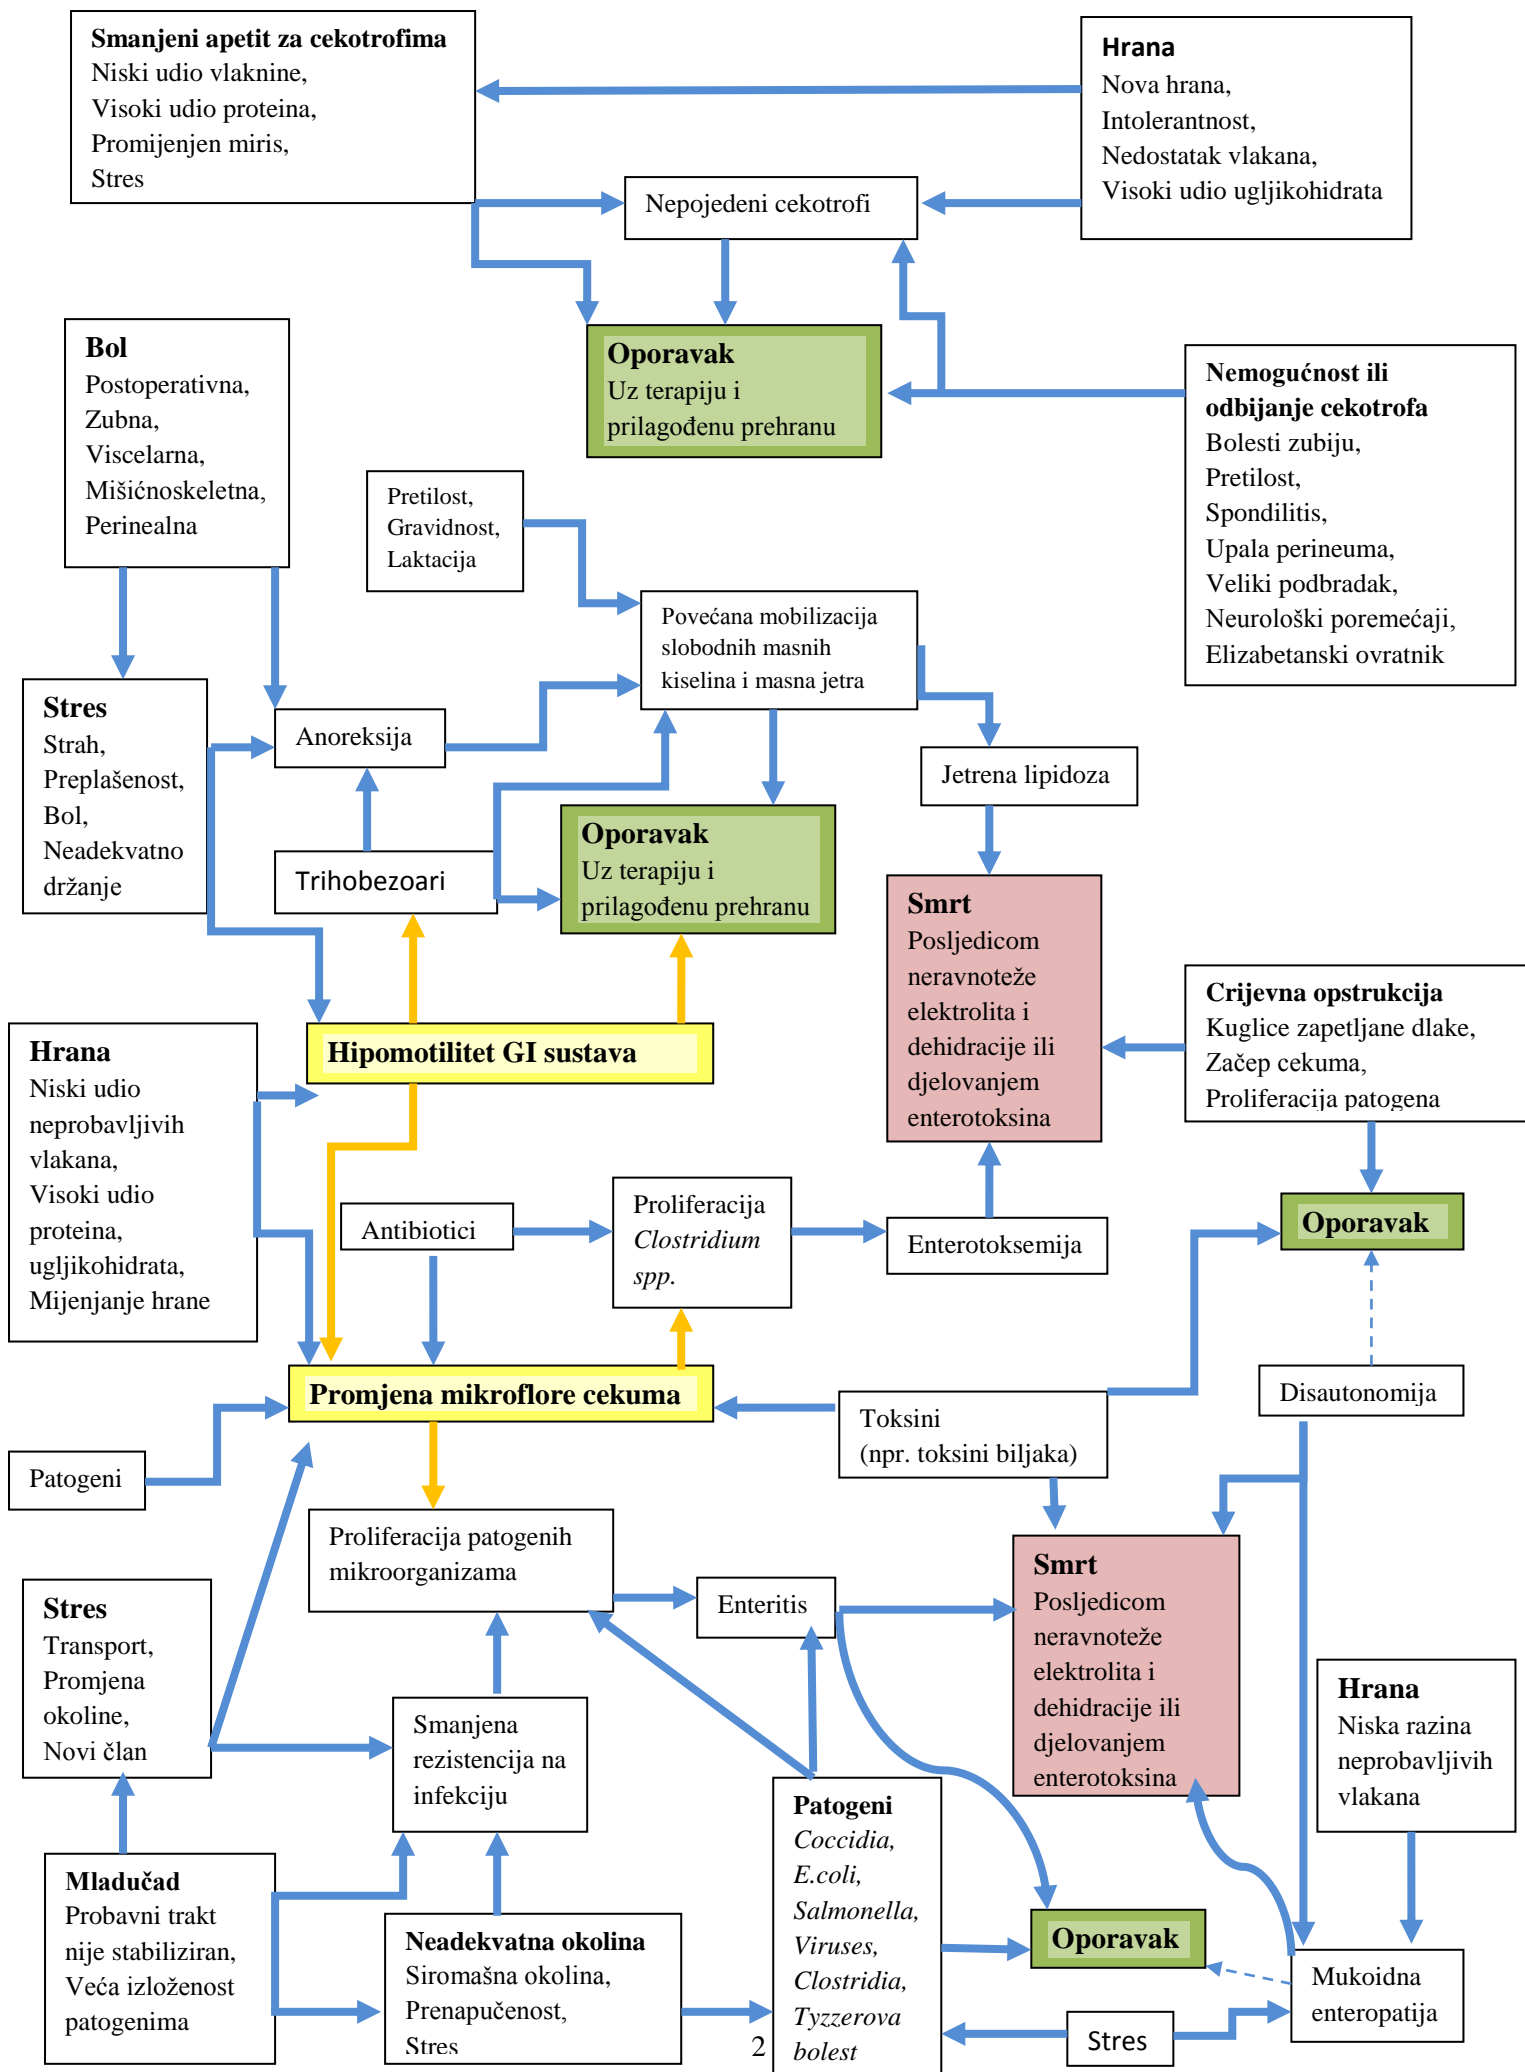 Smanjeni apetit za cekotrofima
Niski udio vlaknine,
Visoki udio proteina,
Promijenjen miris,
Stres
Hrana
Nova hrana,
Intolerantnost,
Nedostatak vlakana,
Visoki udio ugljikohidrata
Nepojedeni cekotrofi
Oporavak
Uz terapiju i
prilagođenu prehranu
Bol
Postoperativna,
Zubna,
Viscelarna,
Mišićnoskeletna,
Perinealna
Nemogućnost ili
odbijanje cekotrofa
Bolesti zubiju,
Pretilost,
Spondilitis,
Upala perineuma,
Veliki podbradak,
Neurološki poremećaji,
Elizabetanski ovratnik
Pretilost,
Gravidnost,
Laktacija
Povećana mobilizacija
slobodnih masnih
kiselina i masna jetra
Stres
Strah,
Preplašenost,
Bol,
Neadekvatno
držanje
Anoreksija
Jetrena lipidoza
Trihobezoari
Oporavak
Uz terapiju i
prilagođenu prehranu
Smrt
Posljedicom
neravnoteže
elektrolita i
dehidracije ili
djelovanjem
enterotoksina
Crijevna opstrukcija
Kuglice zapetljane dlake,
Začep cekuma,
Proliferacija patogena
Hipomotilitet GI sustava
Hrana
Niski udio
neprobavljivih
vlakana,
Visoki udio
proteina,
ugljikohidrata,
Mijenjanje hrane
Antibiotici
Proliferacija
Clostridium
spp.
Enterotoksemija
Oporavak
Promjena mikroflore cekuma
Toksini
(npr. toksini biljaka)
Disautonomija
Patogeni
Proliferacija patogenih
mikroorganizama
Enteritis
Smrt
Posljedicom
neravnoteže
elektrolita i
dehidracije ili
djelovanjem
enterotoksina
Stres
Transport,
Promjena
okoline,
Novi član
Smanjena
rezistencija na
infekciju
Hrana
Niska razina
neprobavljivih
vlakana
Mladučad
Probavni trakt
nije stabiliziran,
Veća izloženost
patogenima
Neadekvatna okolina
Siromašna okolina,
Prenapučenost,
Stres
Patogeni
Coccidia,
E.coli,
Salmonella,
Viruses,
Clostridia,
Tyzzerova
bolest
Oporavak
Mukoidna
enteropatija
Stres
2